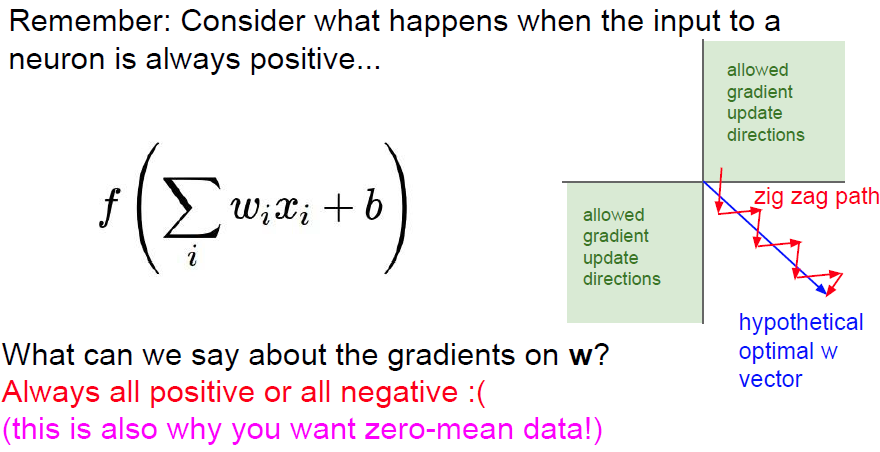 Remember: Consider what happens when the input to a
neuron is always positive...
allowed
gradient
update
directions
f(∑ᵢ wᵢxᵢ + b)
zig zag path
allowed
gradient
update
directions
hypothetical
optimal w
vector
What can we say about the gradients on w?
Always all positive or all negative :(
(this is also why you want zero-mean data!)